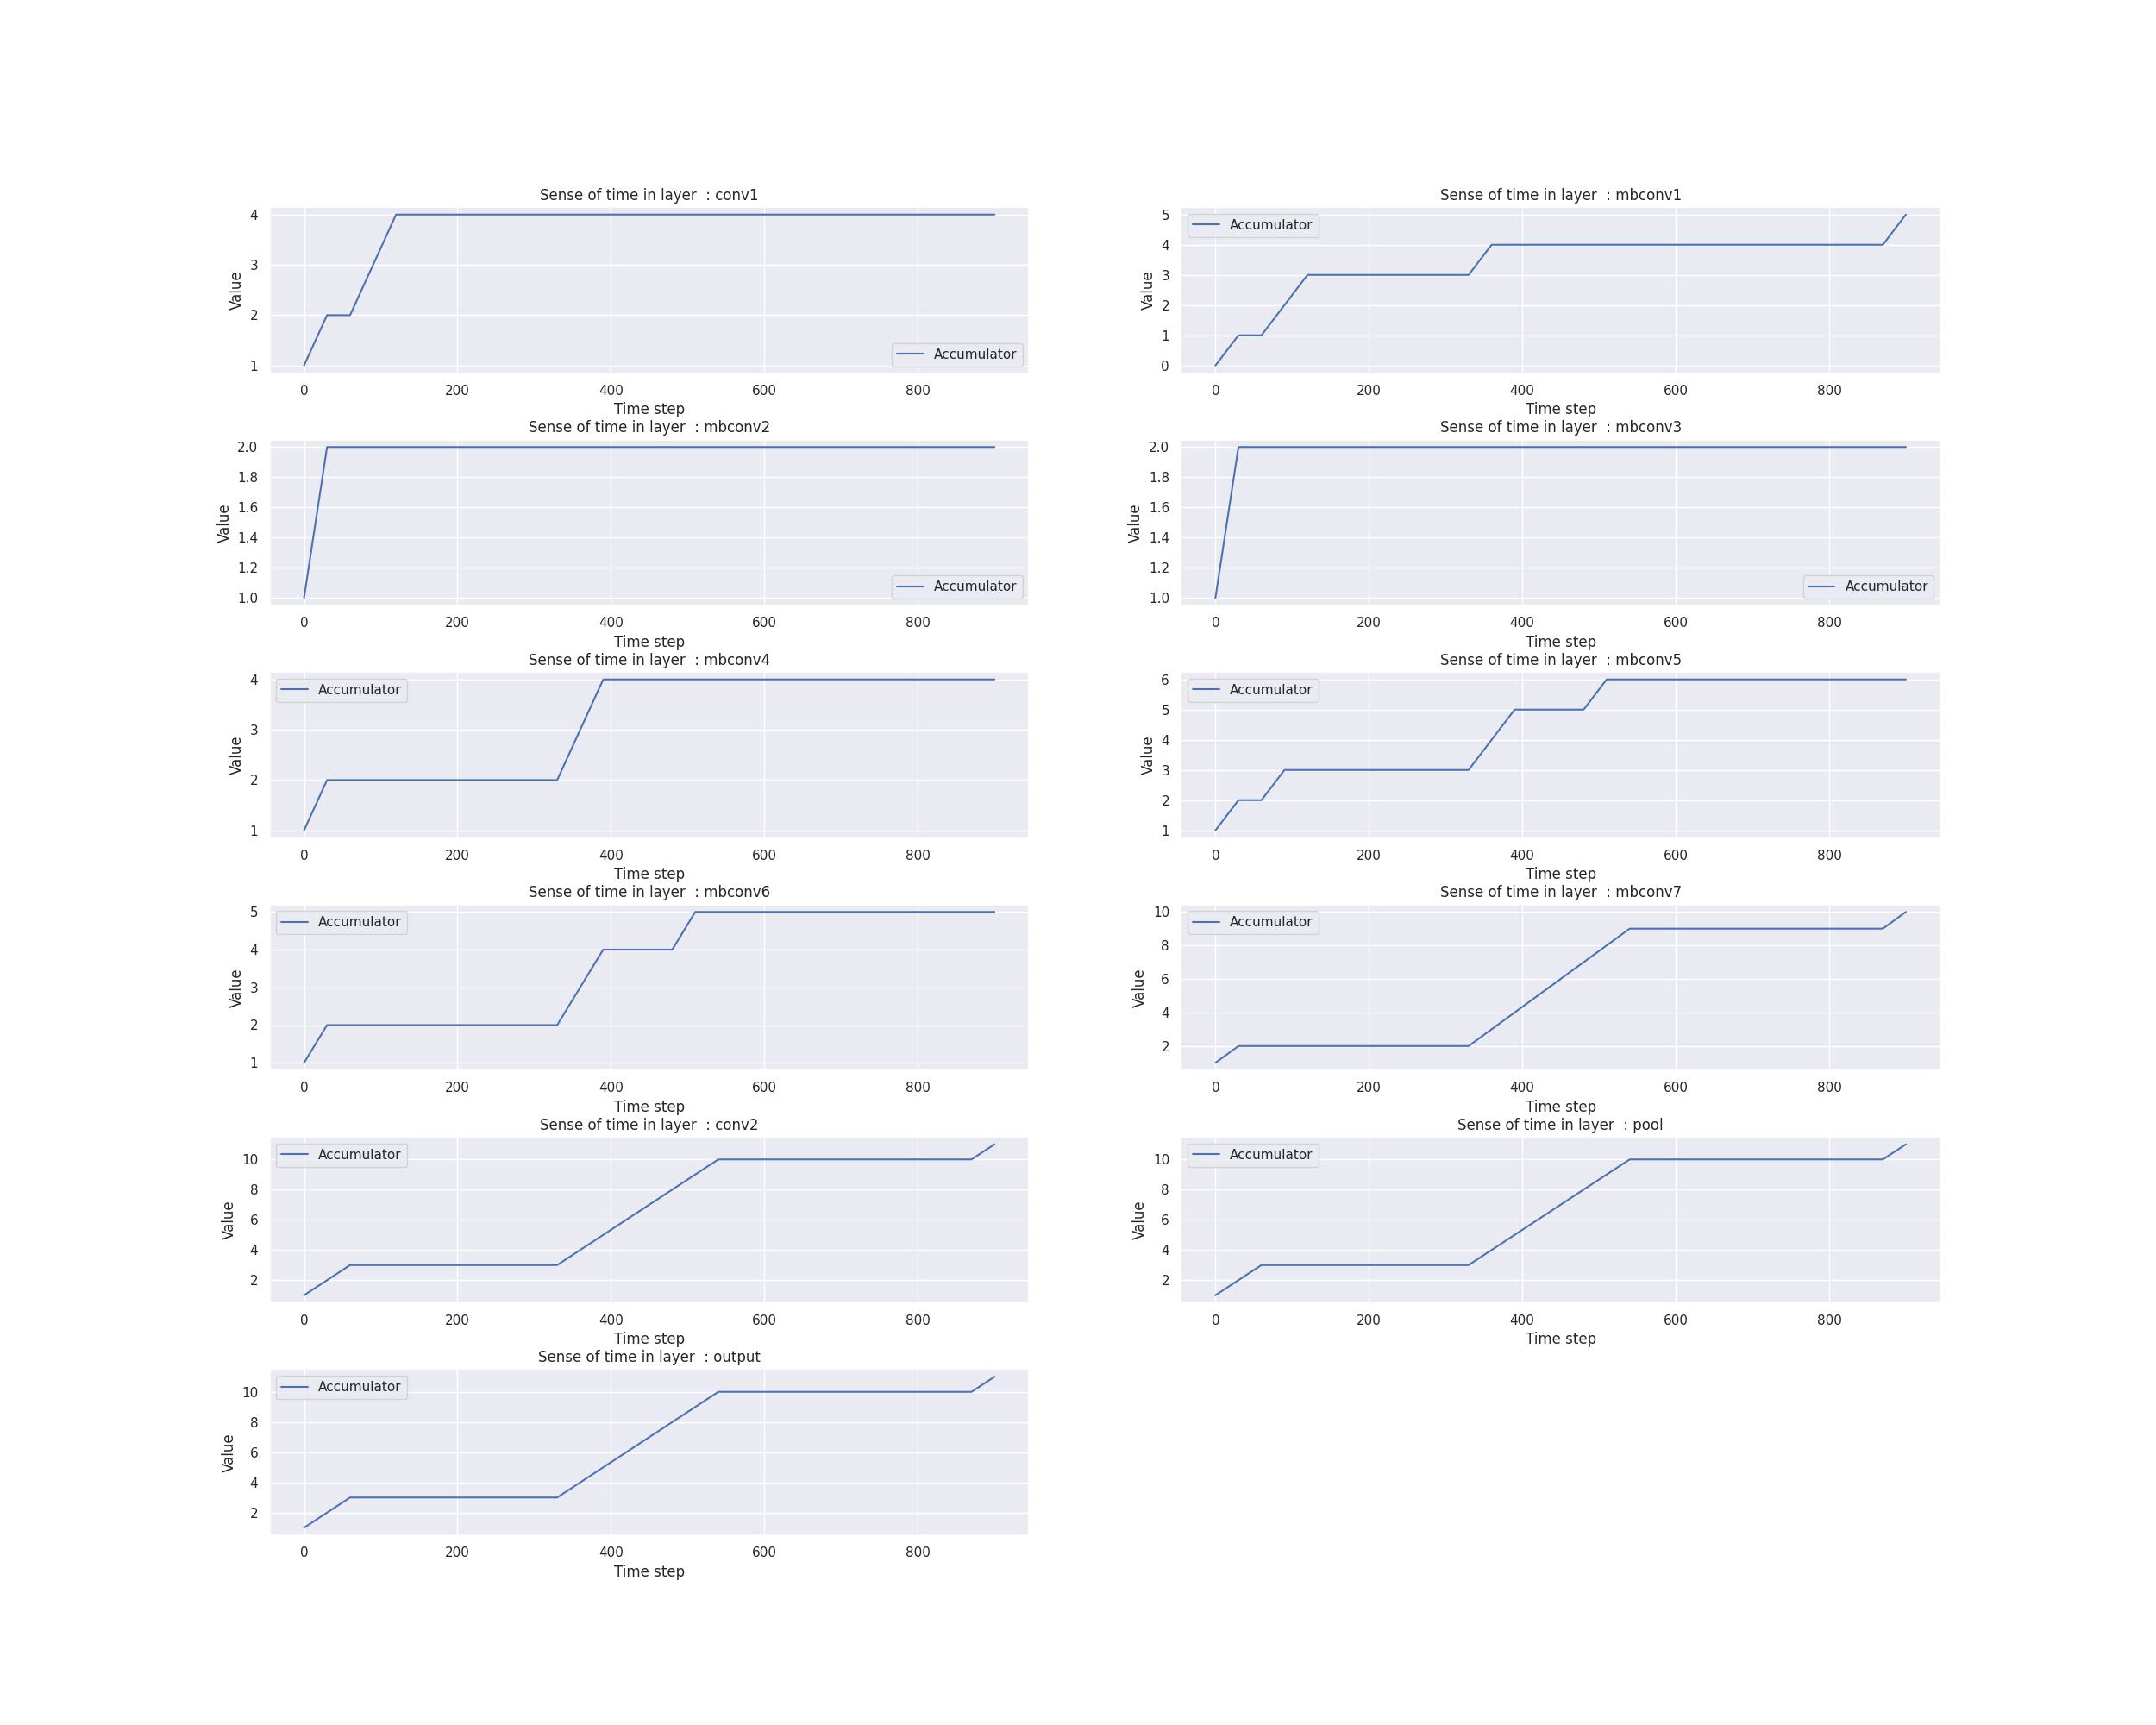 Sense of time in layer  : conv1
4
3
2
1
Value
Accumulator
0 200 400 600 800
Time step
Sense of time in layer  : mbconv1
5
4
3
2
1
0
Value
Accumulator
0 200 400 600 800
Time step
Sense of time in layer  : mbconv2
2.0
1.8
1.6
1.4
1.2
1.0
Value
Accumulator
0 200 400 600 800
Time step
Sense of time in layer  : mbconv3
2.0
1.8
1.6
1.4
1.2
1.0
Value
Accumulator
0 200 400 600 800
Time step
Sense of time in layer  : mbconv4
4
3
2
1
Value
Accumulator
0 200 400 600 800
Time step
Sense of time in layer  : mbconv5
6
5
4
3
2
1
Value
Accumulator
0 200 400 600 800
Time step
Sense of time in layer  : mbconv6
5
4
3
2
1
Value
Accumulator
0 200 400 600 800
Time step
Sense of time in layer  : mbconv7
10
8
6
4
2
Value
Accumulator
0 200 400 600 800
Time step
Sense of time in layer  : conv2
10
8
6
4
2
Value
Accumulator
0 200 400 600 800
Time step
Sense of time in layer  : pool
10
8
6
4
2
Value
Accumulator
0 200 400 600 800
Time step
Sense of time in layer  : output
10
8
6
4
2
Value
Accumulator
0 200 400 600 800
Time step